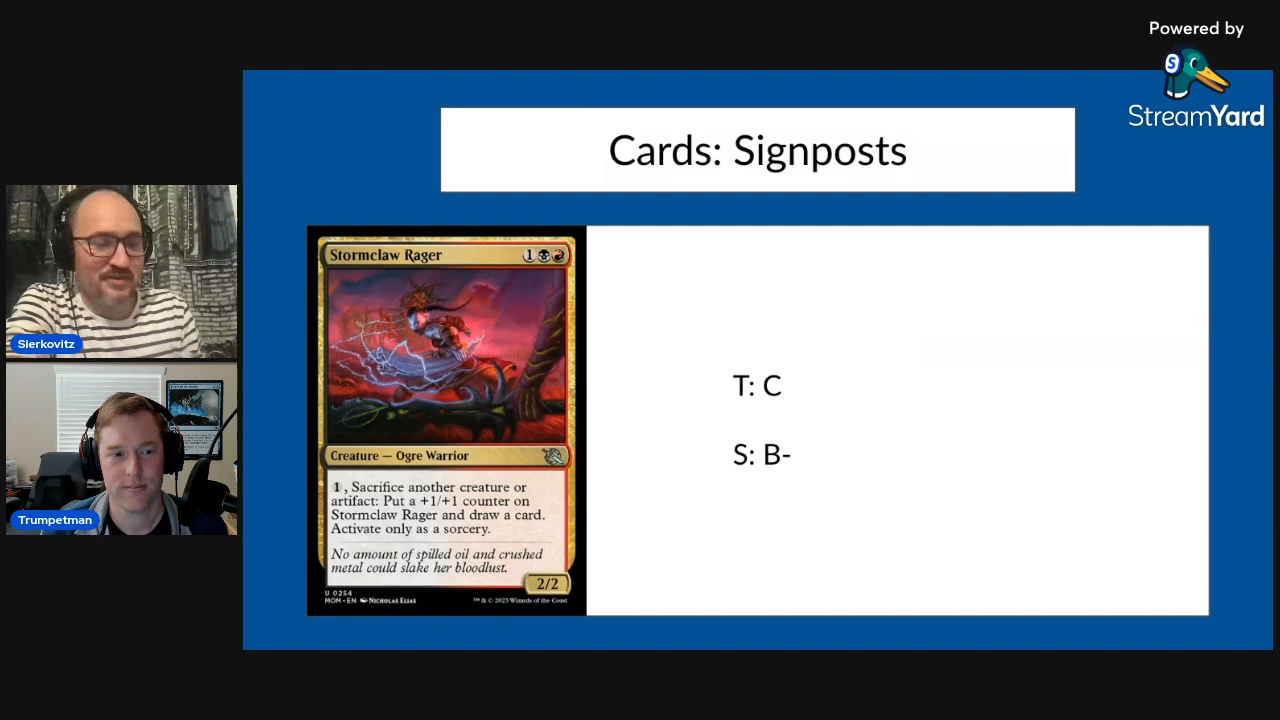 Powered by
S
StreamYard
Cards: Signposts
Sierkovitz
Trumpetman
Stormclaw Rager 1
Creature — Ogre Warrior
1, Sacrifice another creature or
artifact: Put a +1/+1 counter on
Stormclaw Rager and draw a card.
Activate only as a sorcery.
No amount of spilled oil and crushed
metal could slake her bloodlust.
2/2
U 0254
MOM • EN NICHOLAS ELIAS
™ & © 2023 Wizards of the Coast
T: C
S: B-